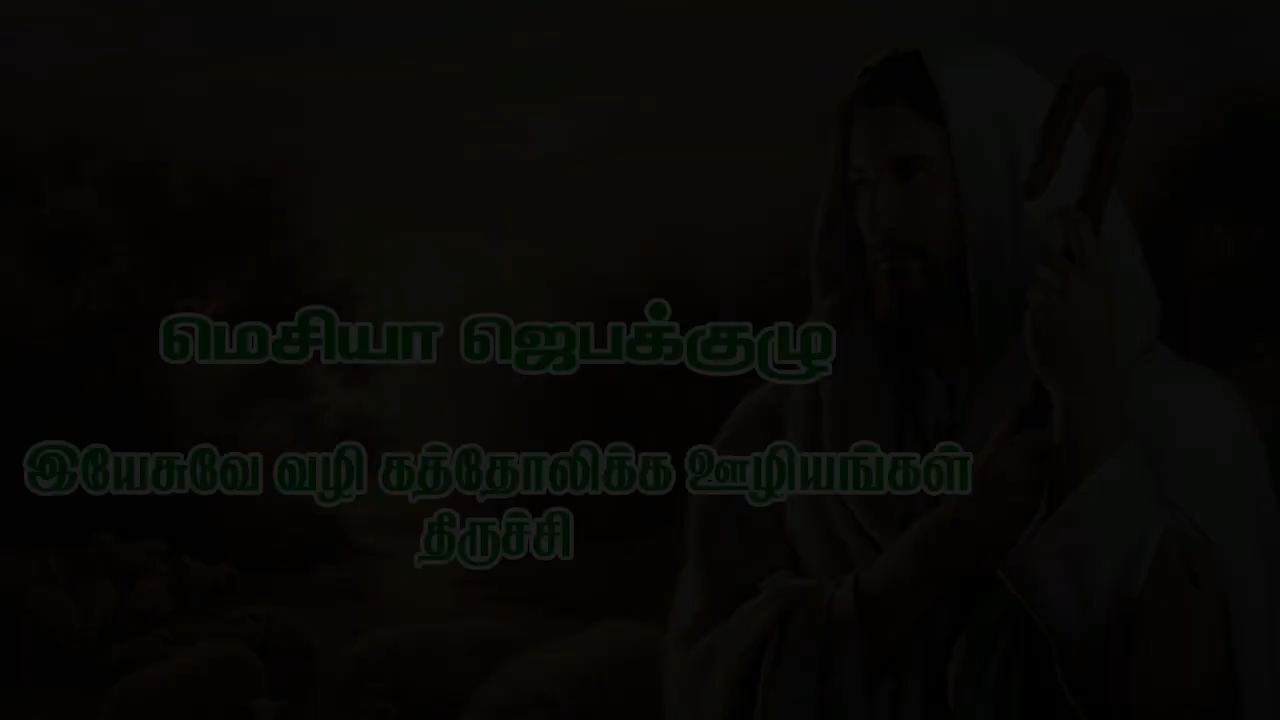 மெசியா ஜெபக்குழு
இயேசுவே வழி கத்தோலிக்க ஊழியங்கள்
திருச்சி